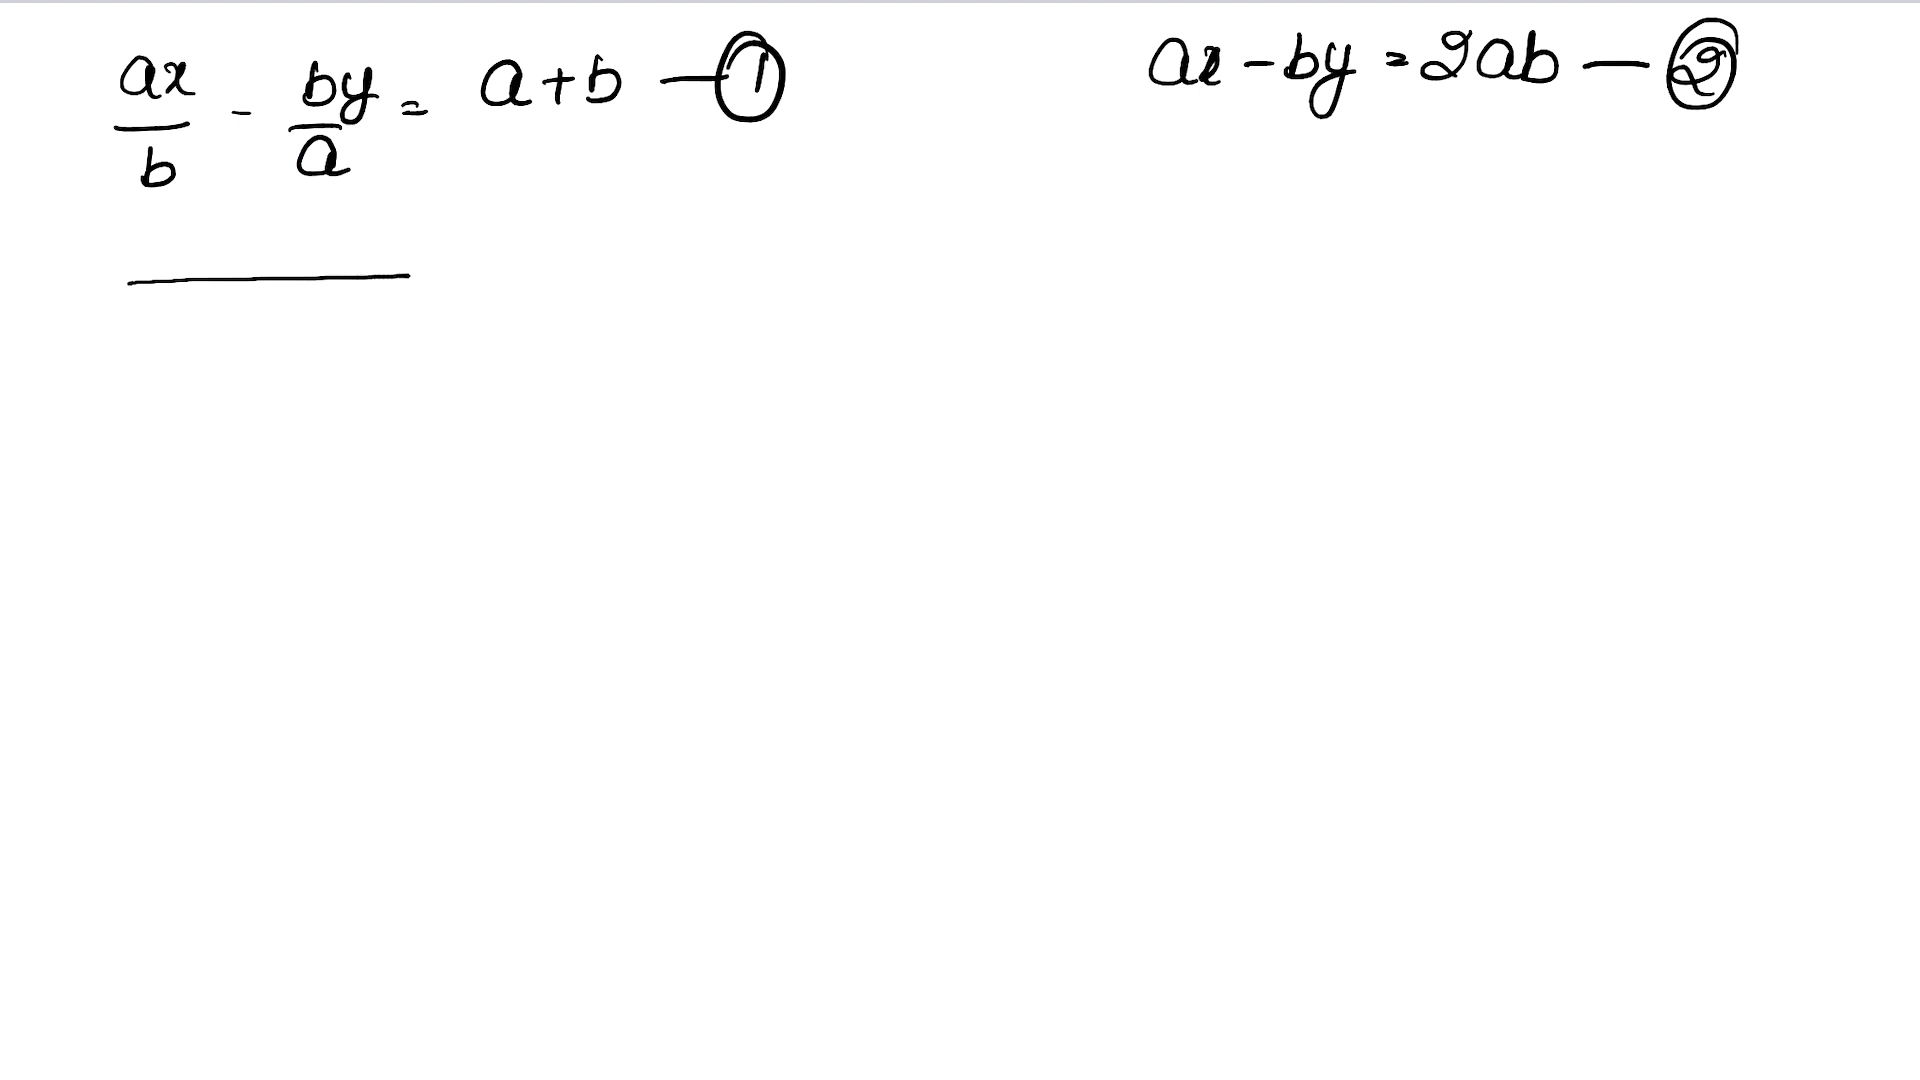 ax/b - by/a = a+b — ①
ax - by = 2ab — ②